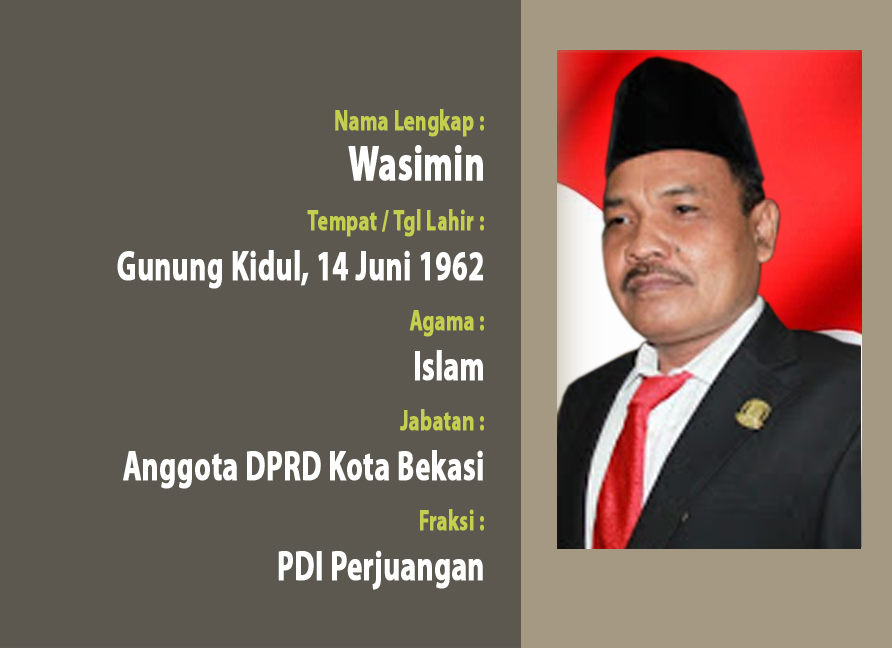 Nama Lengkap :
Wasimin
Tempat / Tgl Lahir :
Gunung Kidul, 14 Juni 1962
Agama :
Islam
Jabatan :
Anggota DPRD Kota Bekasi
Fraksi :
PDI Perjuangan